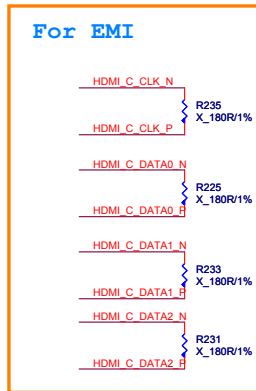 For EMI
HDMI_C_CLK_N
R235
X_180R/1%
HDMI_C_CLK_P
HDMI_C_DATA0_N
R225
X_180R/1%
HDMI_C_DATA0_P
HDMI_C_DATA1_N
R233
X_180R/1%
HDMI_C_DATA1_P
HDMI_C_DATA2_N
R231
X_180R/1%
HDMI_C_DATA2_P